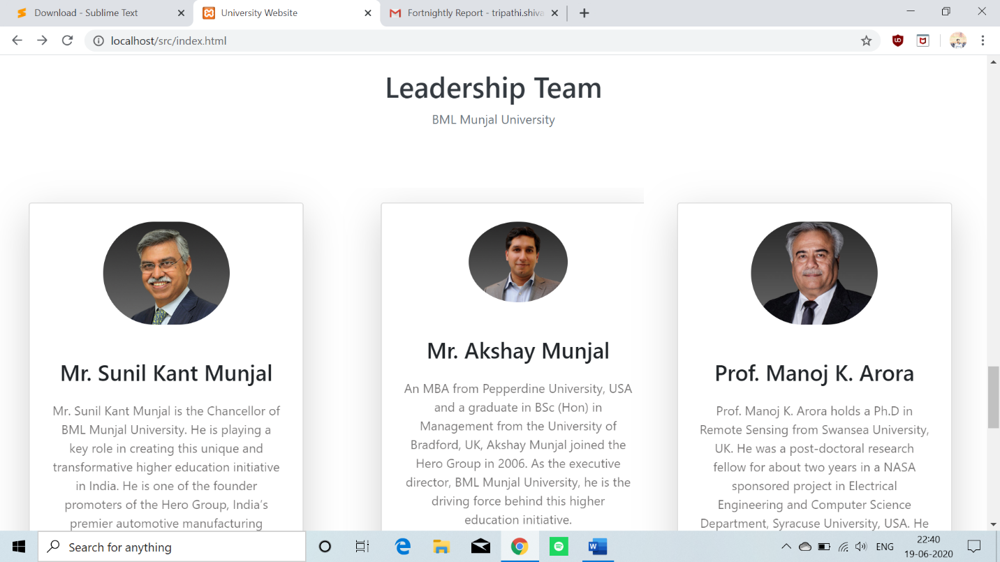 Download - Sublime Text
University Website
Fortnightly Report - tripathi.shiva
localhost/src/index.html
Leadership Team
BML Munjal University
Mr. Sunil Kant Munjal
Mr. Sunil Kant Munjal is the Chancellor of
BML Munjal University. He is playing a
key role in creating this unique and
transformative higher education initiative
in India. He is one of the founder
promoters of the Hero Group, India’s
premier automotive manufacturing
Mr. Akshay Munjal
An MBA from Pepperdine University, USA
and a graduate in BSc (Hon) in
Management from the University of
Bradford, UK, Akshay Munjal joined the
Hero Group in 2006. As the executive
director, BML Munjal University, he is the
driving force behind this higher
education initiative.
Prof. Manoj K. Arora
Prof. Manoj K. Arora holds a Ph.D in
Remote Sensing from Swansea University,
UK. He was a post-doctoral research
fellow for about two years in a NASA
sponsored project in Electrical
Engineering and Computer Science
Department, Syracuse University, USA. He
Search for anything
ENG
22:40
19-06-2020